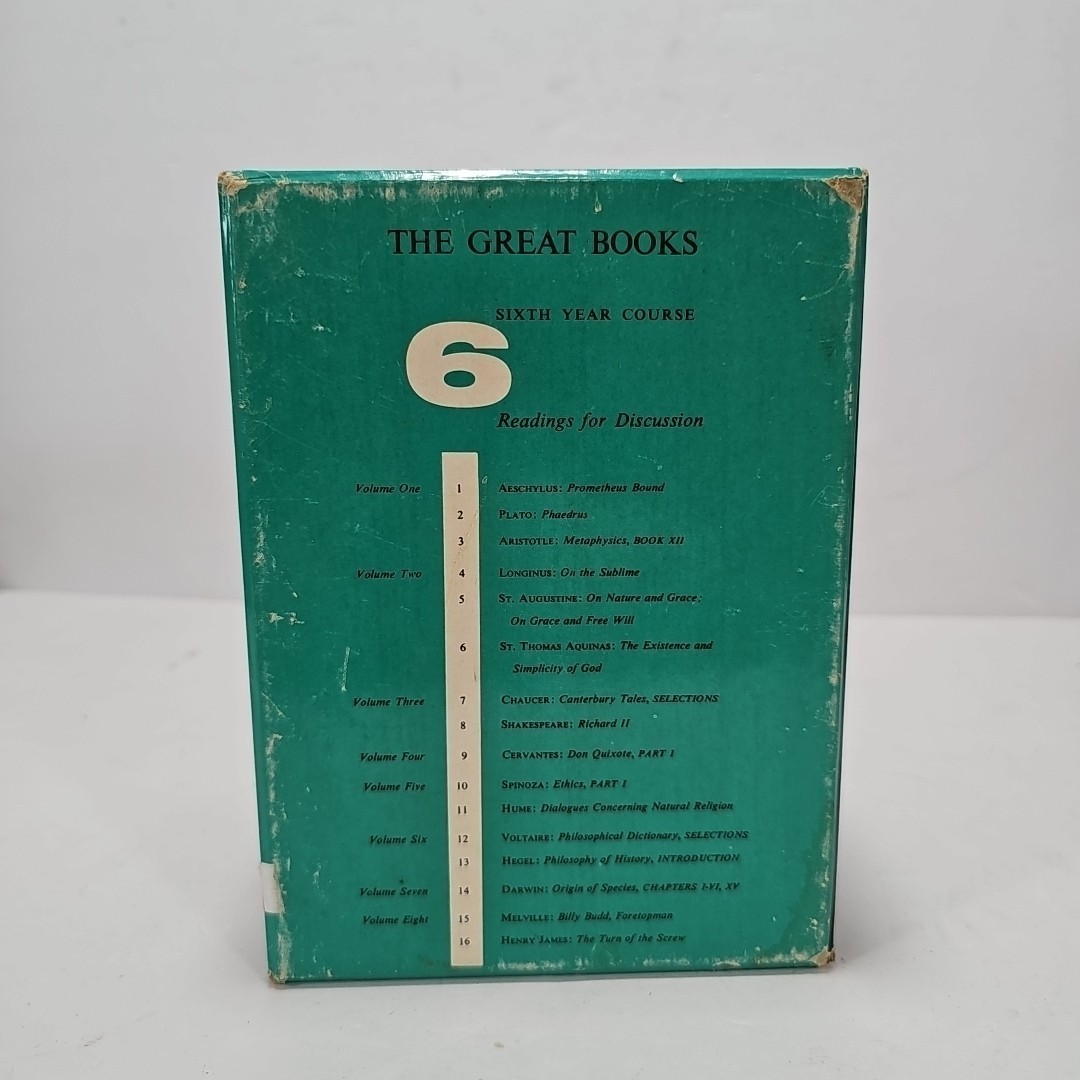 THE GREAT BOOKS
SIXTH YEAR COURSE
6
Readings for Discussion
Volume One 1 AESCHYLUS: Prometheus Bound
2 PLATO: Phaedrus
3 ARISTOTLE: Metaphysics, BOOK XII
Volume Two 4 LONGINUS: On the Sublime
5 ST. AUGUSTINE: On Nature and Grace;
On Grace and Free Will
6 ST. THOMAS AQUINAS: The Existence and
Simplicity of God
Volume Three 7 CHAUCER: Canterbury Tales, SELECTIONS
8 SHAKESPEARE: Richard II
Volume Four 9 CERVANTES: Don Quixote, PART I
Volume Five 10 SPINOZA: Ethics, PART I
11 HUME: Dialogues Concerning Natural Religion
Volume Six 12 VOLTAIRE: Philosophical Dictionary, SELECTIONS
13 HEGEL: Philosophy of History, INTRODUCTION
Volume Seven 14 DARWIN: Origin of Species, CHAPTERS I-VI, XV
Volume Eight 15 MELVILLE: Billy Budd, Foretopman
16 HENRY JAMES: The Turn of the Screw